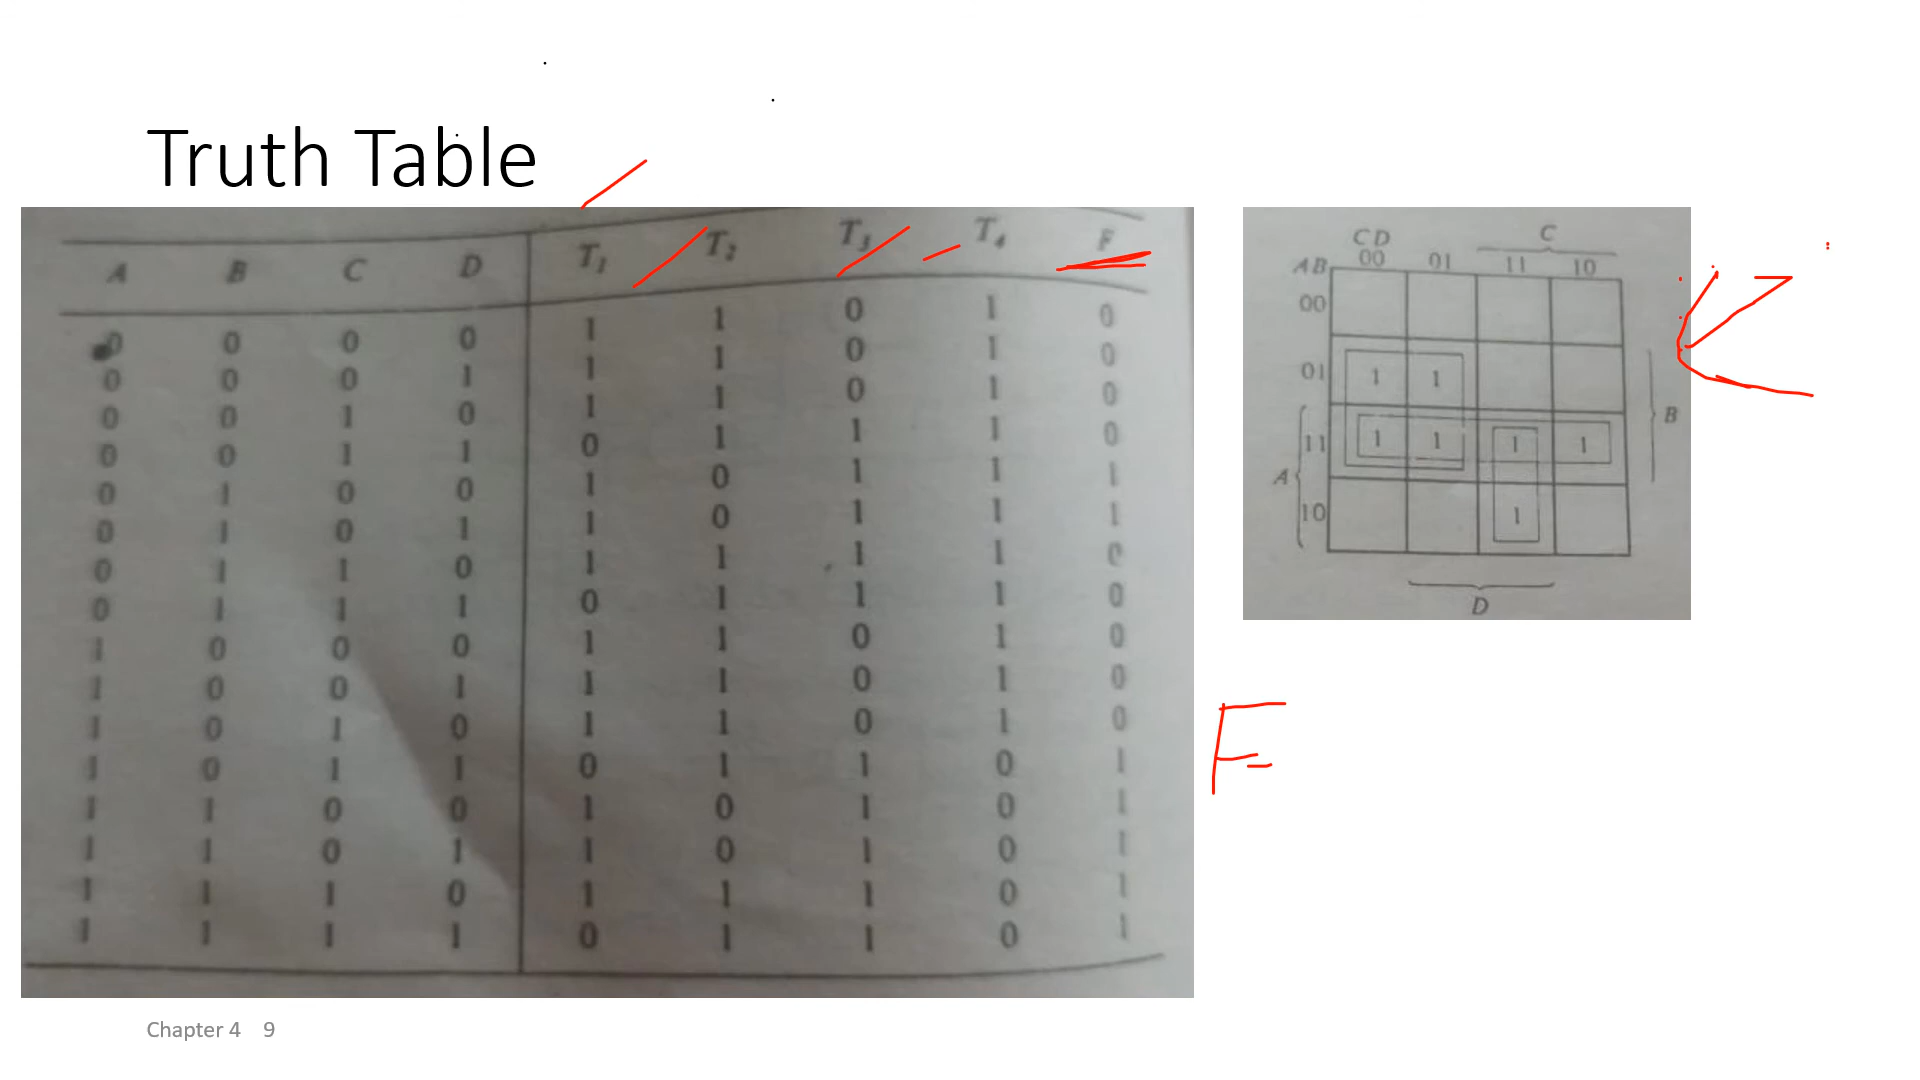 Truth Table
A B C D T₁ T₂ T₃ T₄ F
0 0 0 0 1 1 0 1 0
0 0 0 1 1 1 0 1 0
0 0 1 0 1 1 0 1 0
0 0 1 1 0 1 1 1 0
0 1 0 0 1 0 1 1 1
0 1 0 1 1 0 1 1 1
0 1 1 0 1 1 1 1 0
0 1 1 1 0 1 1 1 0
1 0 0 0 1 1 0 1 0
1 0 0 1 1 1 0 1 0
1 0 1 0 1 1 0 1 0
1 0 1 1 0 1 1 0 1
1 1 0 0 1 0 1 0 1
1 1 0 1 1 0 1 0 1
1 1 1 0 1 1 1 0 1
1 1 1 1 0 1 1 0 1
C
CD
AB 00 01 11 10
00
01 1 1
B
11 1 1 1 1
A
10 1
D
F
Chapter 4 9